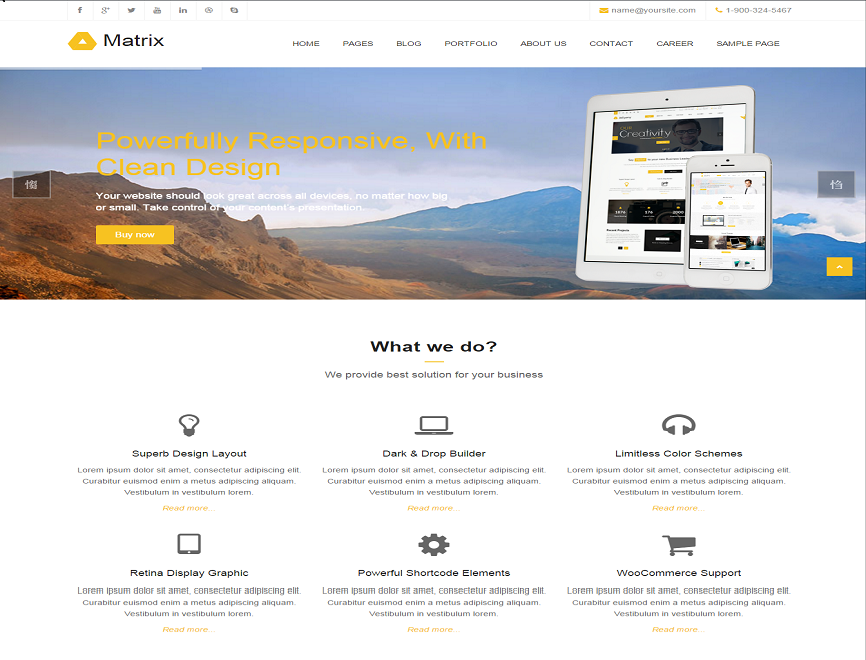 name@yoursite.com
1-900-324-5467
Matrix
HOME PAGES BLOG PORTFOLIO ABOUT US CONTACT CAREER SAMPLE PAGE
Powerfully Responsive, With
Clean Design
Your website should look great across all devices, no matter how big
or small. Take control of your content's presentation.
Buy now
Creativity
What we do?
We provide best solution for your business
Superb Design Layout
Lorem ipsum dolor sit amet, consectetur adipiscing elit.
Curabitur euismod enim a metus adipiscing aliquam.
Vestibulum in vestibulum lorem.
Read more...
Dark & Drop Builder
Lorem ipsum dolor sit amet, consectetur adipiscing elit.
Curabitur euismod enim a metus adipiscing aliquam.
Vestibulum in vestibulum lorem.
Read more...
Limitless Color Schemes
Lorem ipsum dolor sit amet, consectetur adipiscing elit.
Curabitur euismod enim a metus adipiscing aliquam.
Vestibulum in vestibulum lorem.
Read more...
Retina Display Graphic
Lorem ipsum dolor sit amet, consectetur adipiscing elit.
Curabitur euismod enim a metus adipiscing aliquam.
Vestibulum in vestibulum lorem.
Read more...
Powerful Shortcode Elements
Lorem ipsum dolor sit amet, consectetur adipiscing elit.
Curabitur euismod enim a metus adipiscing aliquam.
Vestibulum in vestibulum lorem.
Read more...
WooCommerce Support
Lorem ipsum dolor sit amet, consectetur adipiscing elit.
Curabitur euismod enim a metus adipiscing aliquam.
Vestibulum in vestibulum lorem.
Read more...